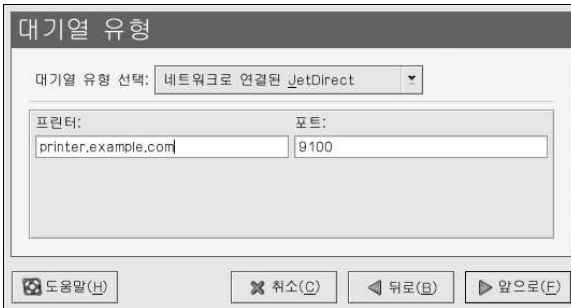 대기열 유형
대기열 유형 선택: 네트워크로 연결된 JetDirect
프린터: 포트:
printer.example.com 9100
도움말(H) 취소(C) 뒤로(B) 앞으로(F)